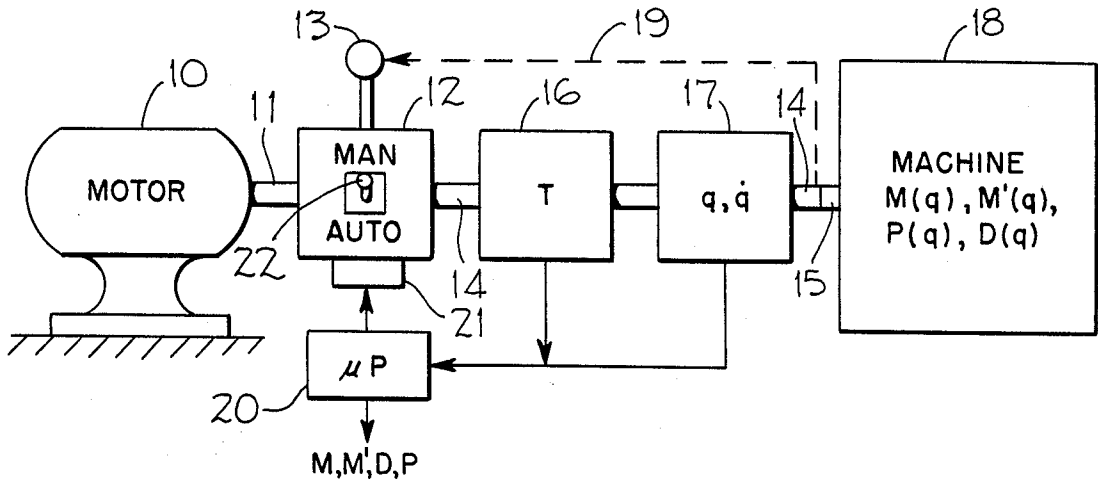 13
19
18
10
11
12
16
17
14
MOTOR
MAN
AUTO
T
q, q̇
MACHINE
M(q), M'(q),
P(q), D(q)
22
14
15
21
μP
20
M,M',D,P